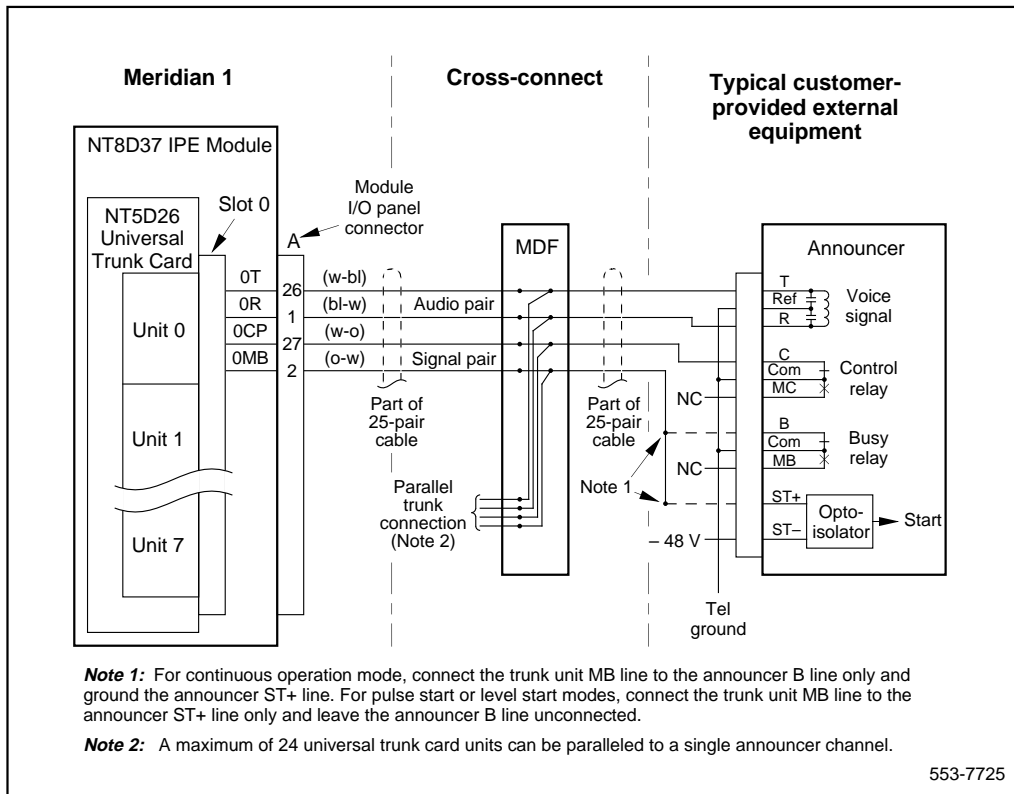 Meridian 1
Cross-connect
Typical customer-
provided external
equipment
NT8D37 IPE Module
NT5D26
Universal
Trunk Card
Slot 0
Module
I/O panel
connector
A
MDF
Announcer
Unit 0
Unit 1
Unit 7
0T
0R
0CP
0MB
26
1
27
2
(w-bl)
(bl-w)
(w-o)
(o-w)
Audio pair
Signal pair
Part of
25-pair
cable
Part of
25-pair
cable
Parallel
trunk
connection
(Note 2)
Note 1
NC
NC
– 48 V
Tel
ground
T
Ref
R
Voice
signal
C
Com
MC
Control
relay
B
Com
MB
Busy
relay
ST+
ST–
Opto-
isolator
Start
Note 1: For continuous operation mode, connect the trunk unit MB line to the announcer B line only and
ground the announcer ST+ line. For pulse start or level start modes, connect the trunk unit MB line to the
announcer ST+ line only and leave the announcer B line unconnected.
Note 2: A maximum of 24 universal trunk card units can be paralleled to a single announcer channel.
553-7725